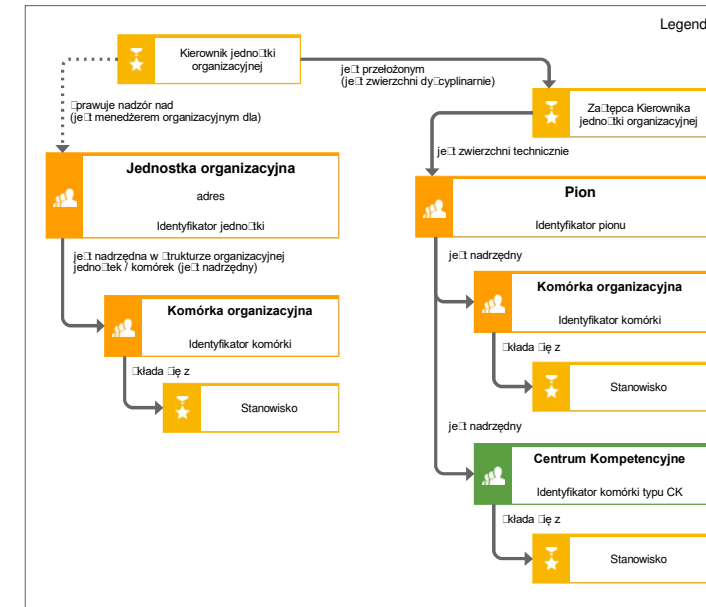 Legend
Kierownik jedno□tki
organizacyjnej
je□t przełożonym
(je□t zwierzchni dy□cyplinarnie)
□prawuje nadzór nad
(je□t menedżerem organizacyjnym dla)
Za□tępca Kierownika
jedno□tki organizacyjnej
je□t zwierzchni technicznie
Jednostka organizacyjna
adres
Identyfikator jedno□tki
Pion
Identyfikator pionu
je□t nadrzędna w □trukturze organizacyjnej
jedno□tek / komórek (je□t nadrzędny)
je□t nadrzędny
Komórka organizacyjna
Identyfikator komórki
Komórka organizacyjna
Identyfikator komórki
□kłada □ię z
Stanowisko
□kłada □ię z
Stanowisko
je□t nadrzędny
Centrum Kompetencyjne
Identyfikator komórki typu CK
□kłada □ię z
Stanowisko